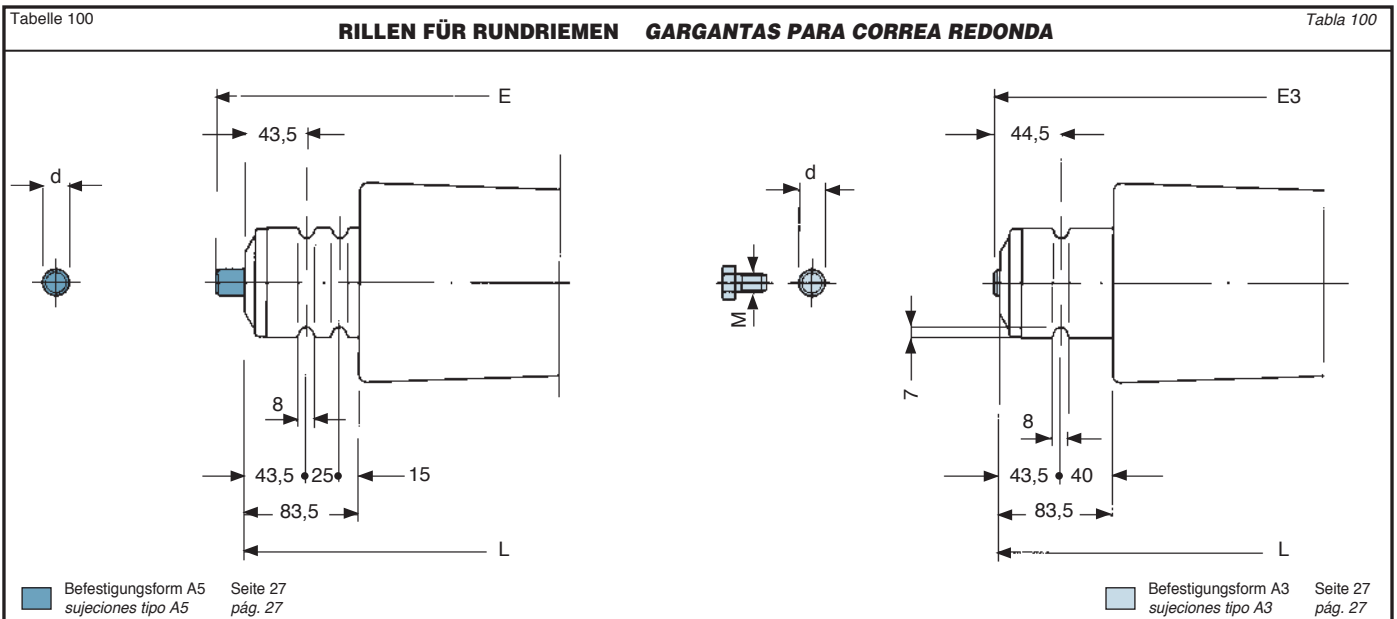 Tabelle 100
RILLEN FÜR RUNDRIEMEN GARGANTAS PARA CORREA REDONDA
Tabla 100
E
43,5
d
8
43,5 25 15
83,5
L
E3
44,5
d
M
7
8
43,5 40
83,5
L
Befestigungsform A5 Seite 27
sujeciones tipo A5 pág. 27
Befestigungsform A3 Seite 27
sujeciones tipo A3 pág. 27